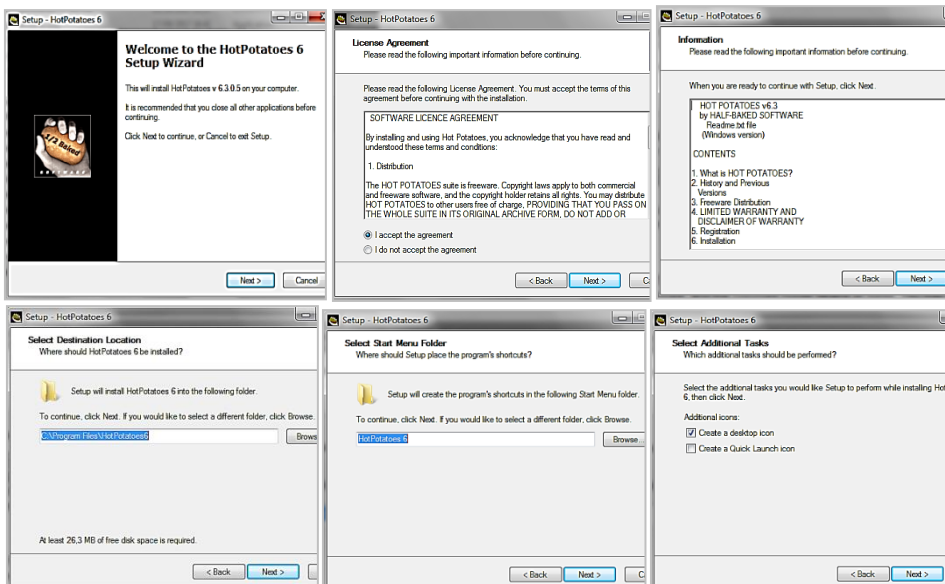 Setup - HotPotatoes 6
Welcome to the HotPotatoes 6
Setup Wizard
This will install HotPotatoes v 6.3.0.5 on your computer.
It is recommended that you close all other applications before
continuing.
Click Next to continue, or Cancel to exit Setup.
1/2 Baked
SOFTWARE
Next >
Cancel
Setup - HotPotatoes 6
License Agreement
Please read the following important information before continuing.
Please read the following License Agreement. You must accept the terms of this
agreement before continuing with the installation.
SOFTWARE LICENCE AGREEMENT
By installing and using Hot Potatoes, you acknowledge that you have read and
understood these terms and conditions:
1. Distribution
The HOT POTATOES suite is freeware. Copyright laws apply to both commercial
and freeware software, and the copyright holder retains all rights. You may distribute
HOT POTATOES to other users free of charge, PROVIDING THAT YOU PASS ON
THE WHOLE SUITE IN ITS ORIGINAL ARCHIVE FORM, DO NOT ADD OR
I accept the agreement
I do not accept the agreement
< Back
Next >
C
Setup - HotPotatoes 6
Information
Please read the following important information before continuing.
When you are ready to continue with Setup, click Next.
HOT POTATOES v6.3
by HALF-BAKED SOFTWARE
Readme.txt file
(Windows version)
CONTENTS
1. What is HOT POTATOES?
2. History and Previous
Versions
3. Freeware Distribution
4. LIMITED WARRANTY AND
DISCLAIMER OF WARRANTY
5. Registration
6. Installation
< Back
Next >
Setup - HotPotatoes 6
Select Destination Location
Where should HotPotatoes 6 be installed?
Setup will install HotPotatoes 6 into the following folder.
To continue, click Next. If you would like to select a different folder, click Browse.
C:\Program Files\HotPotatoes6
Brows
At least 26,3 MB of free disk space is required.
< Back
Next >
Setup - HotPotatoes 6
Select Start Menu Folder
Where should Setup place the program's shortcuts?
Setup will create the program's shortcuts in the following Start Menu folder.
To continue, click Next. If you would like to select a different folder, click Browse.
HotPotatoes 6
Browse...
< Back
Next >
C
Setup - HotPotatoes 6
Select Additional Tasks
Which additional tasks should be performed?
Select the additional tasks you would like Setup to perform while installing Hot
6, then click Next.
Additional icons:
Create a desktop icon
Create a Quick Launch icon
< Back
Next >